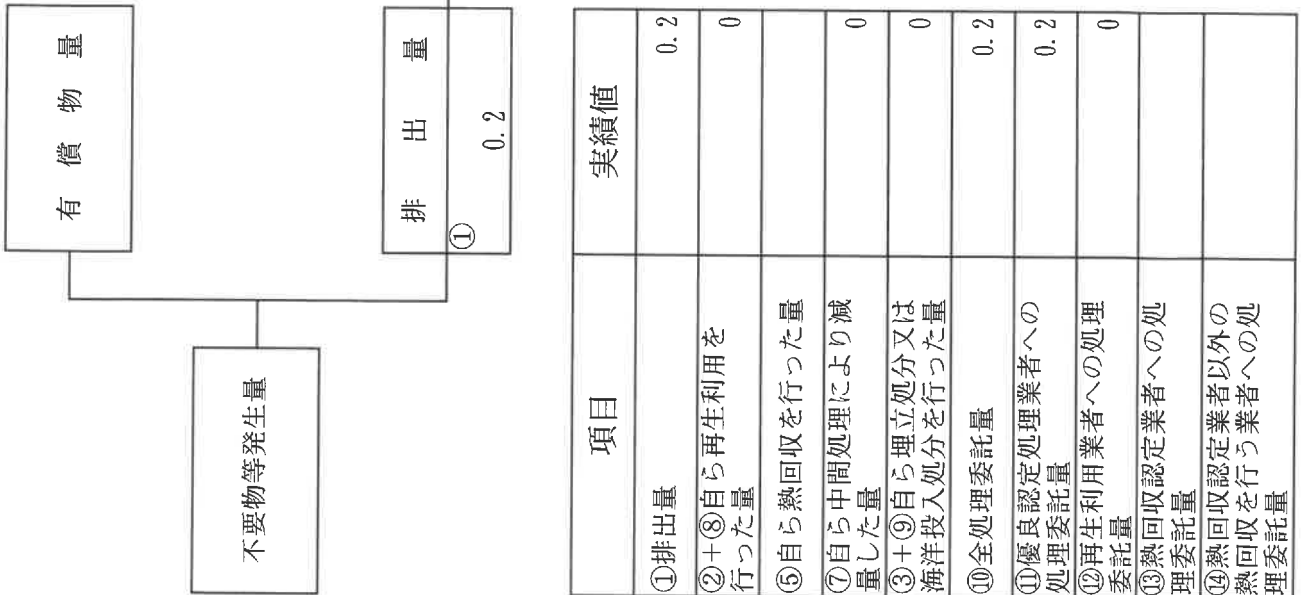 有償物量
不要物等発生量
排出量
①
0.2
項目
実績値
①排出量
0.2
②+⑧自ら再生利用を
行った量
0
⑤自ら熱回収を行った量
⑦自ら中間処理により減
量した量
0
③+⑨自ら埋立処分又は
海洋投入処分を行った量
0
⑩全処理委託量
0.2
⑪優良認定処理業者への
処理委託量
0.2
⑫再生利用業者への処理
委託量
0
⑬熱回収認定業者への処
理委託量
⑭熱回収認定業者以外の
熱回収を行う業者への処
理委託量